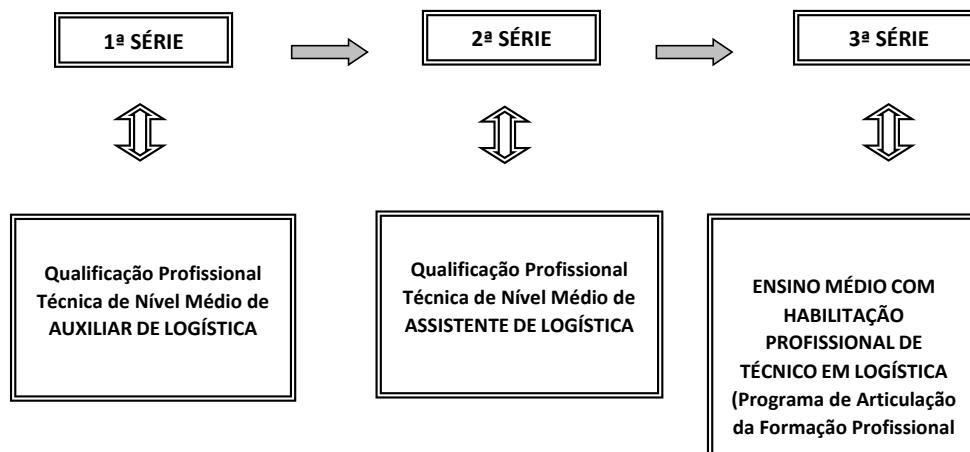 1ª SÉRIE
2ª SÉRIE
3ª SÉRIE
Qualificação Profissional
Técnica de Nível Médio de
AUXILIAR DE LOGÍSTICA
Qualificação Profissional
Técnica de Nível Médio de
ASSISTENTE DE LOGÍSTICA
ENSINO MÉDIO COM
HABILITAÇÃO
PROFISSIONAL DE
TÉCNICO EM LOGÍSTICA
(Programa de Articulação
da Formação Profissional